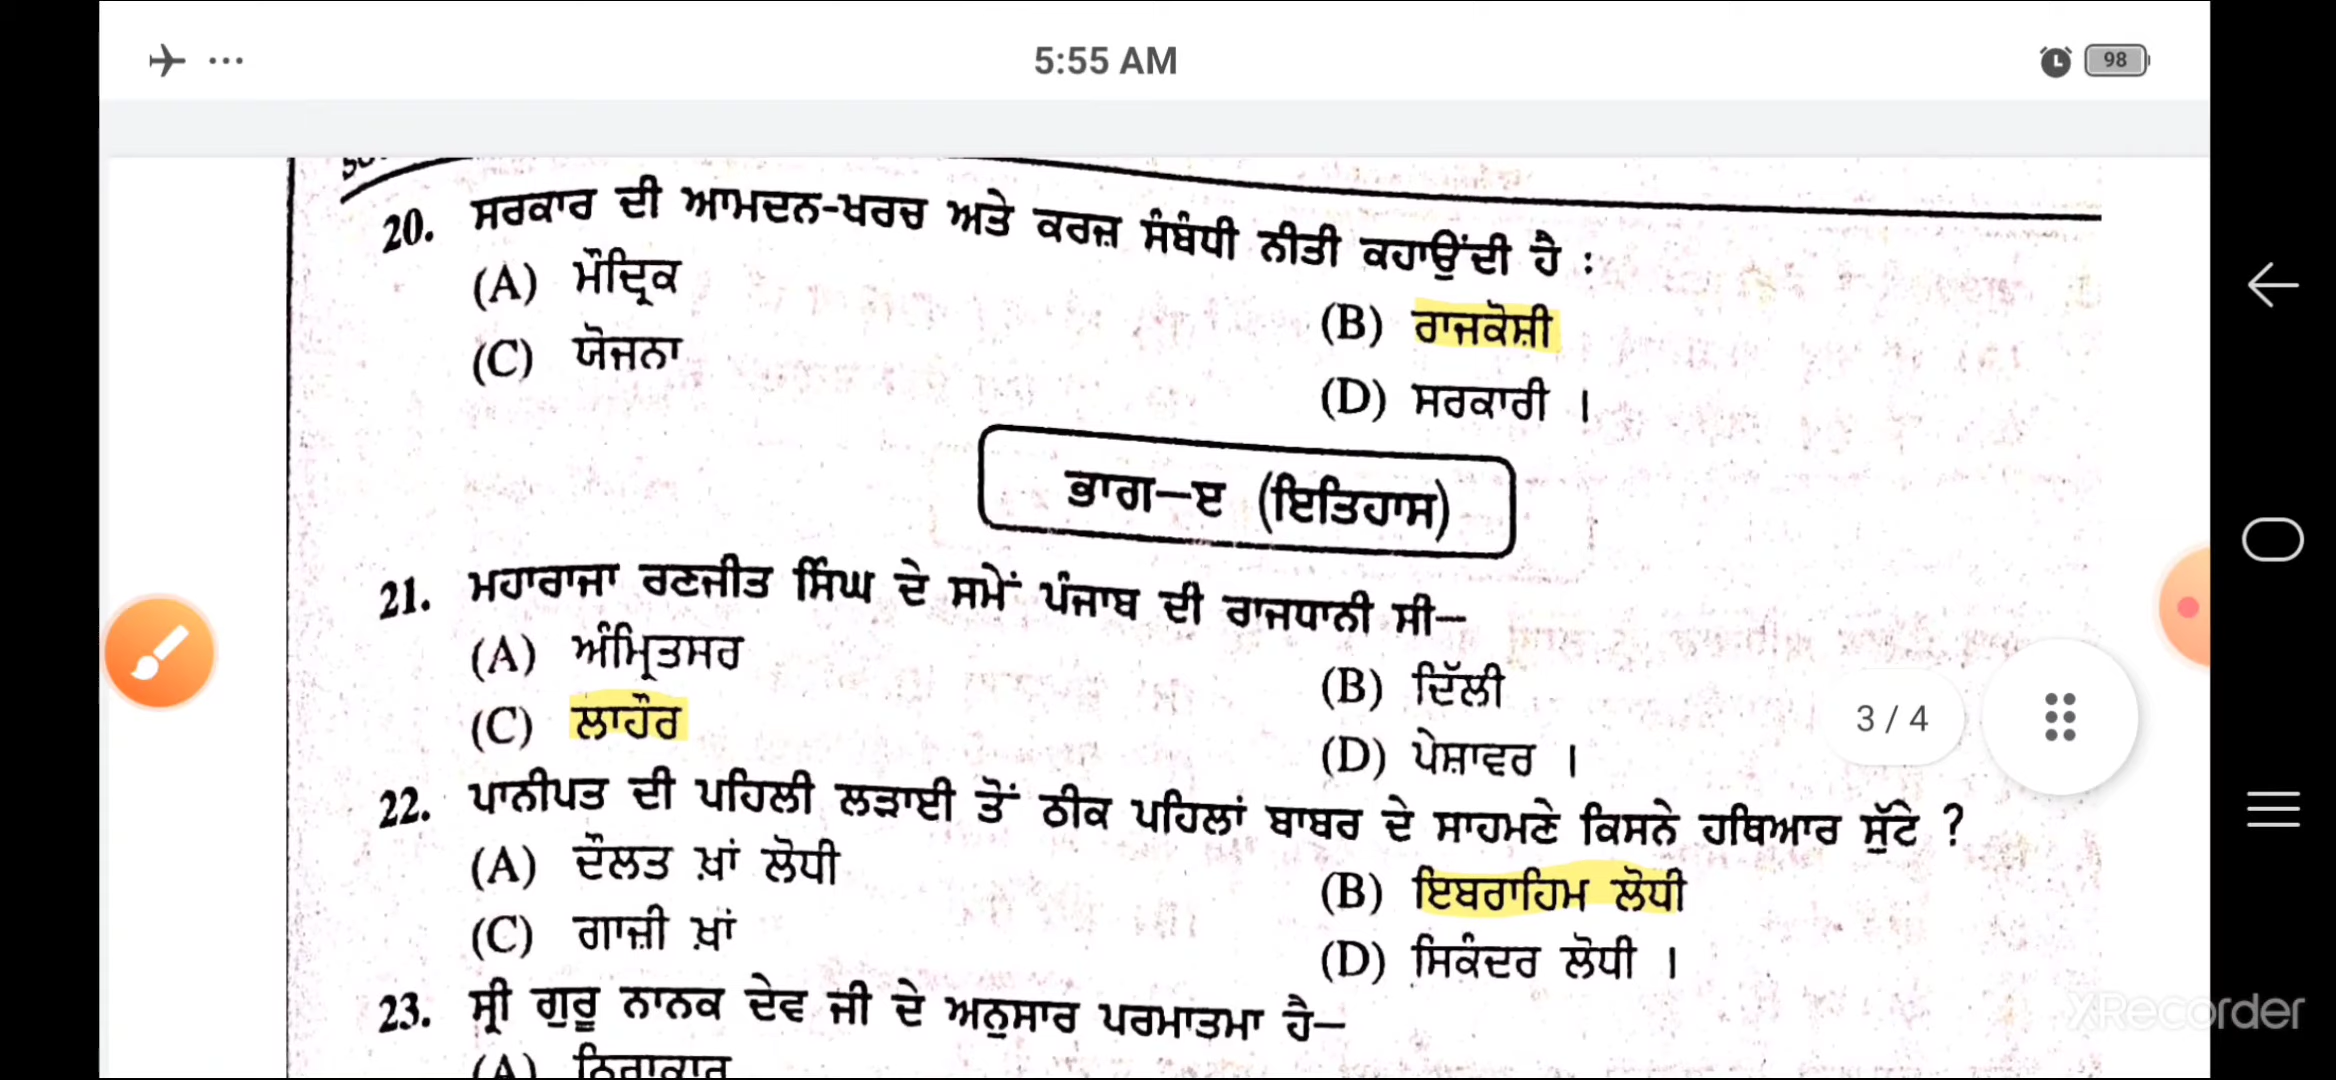 5:55 AM
98
20. ਸਰਕਾਰ ਦੀ ਆਮਦਨ-ਖਰਚ ਅਤੇ ਕਰਜ਼ ਸੰਬੰਧੀ ਨੀਤੀ ਕਹਾਉਂਦੀ ਹੈ :
(A) ਮੌਦ੍ਰਿਕ
(B) ਰਾਜਕੋਸ਼ੀ
(C) ਯੋਜਨਾ
(D) ਸਰਕਾਰੀ ।
ਭਾਗ—ੲ (ਇਤਿਹਾਸ)
21. ਮਹਾਰਾਜਾ ਰਣਜੀਤ ਸਿੰਘ ਦੇ ਸਮੇਂ ਪੰਜਾਬ ਦੀ ਰਾਜਧਾਨੀ ਸੀ—
(A) ਅੰਮ੍ਰਿਤਸਰ
(B) ਦਿੱਲੀ
(C) ਲਾਹੌਰ
(D) ਪੇਸ਼ਾਵਰ ।
3 / 4
22. ਪਾਨੀਪਤ ਦੀ ਪਹਿਲੀ ਲੜਾਈ ਤੋਂ ਠੀਕ ਪਹਿਲਾਂ ਬਾਬਰ ਦੇ ਸਾਹਮਣੇ ਕਿਸਨੇ ਹਥਿਆਰ ਸੁੱਟੇ ?
(A) ਦੌਲਤ ਖ਼ਾਂ ਲੋਧੀ
(B) ਇਬਰਾਹਿਮ ਲੋਧੀ
(C) ਗਾਜ਼ੀ ਖ਼ਾਂ
(D) ਸਿਕੰਦਰ ਲੋਧੀ ।
23. ਸ੍ਰੀ ਗੁਰੂ ਨਾਨਕ ਦੇਵ ਜੀ ਦੇ ਅਨੁਸਾਰ ਪਰਮਾਤਮਾ ਹੈ—
(A) ਨਿਰਾਕਾਰ
XRecorder